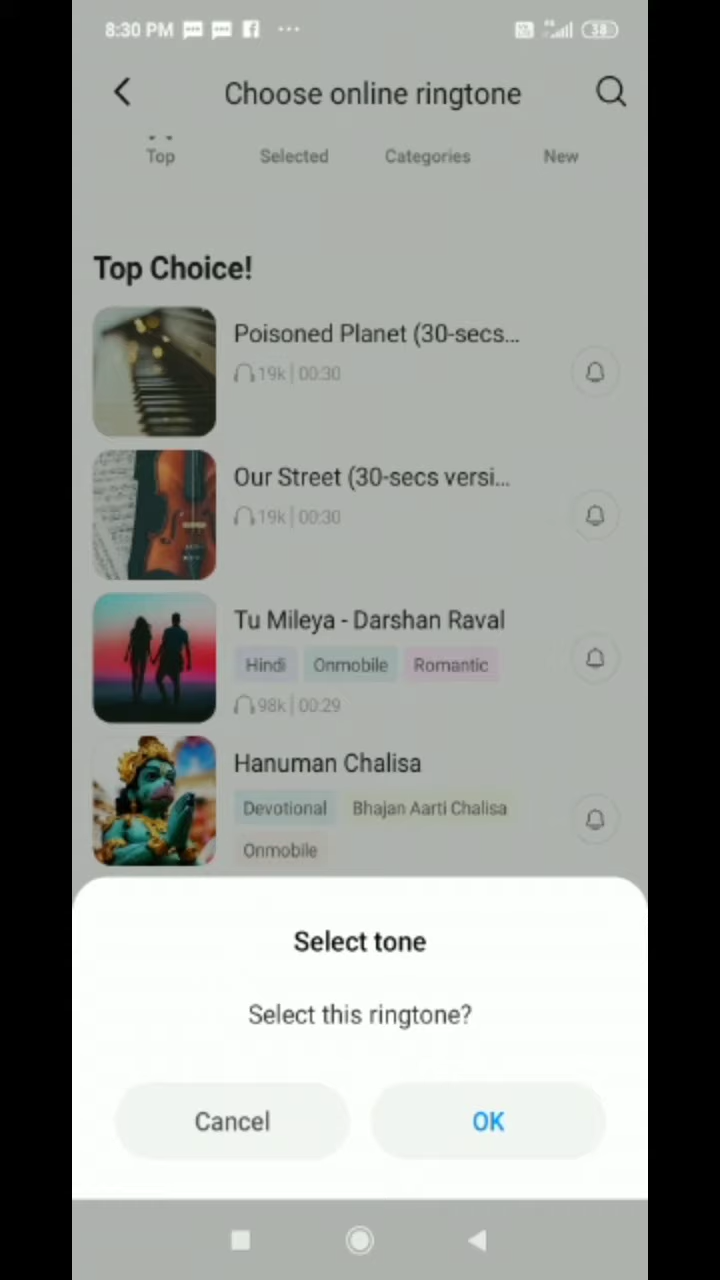 8:30 PM
38
Choose online ringtone
Top
Selected
Categories
New
Top Choice!
Poisoned Planet (30-secs...
19k | 00:30
Our Street (30-secs versi...
19k | 00:30
Tu Mileya - Darshan Raval
Hindi
Onmobile
Romantic
98k | 00:29
Hanuman Chalisa
Devotional
Bhajan Aarti Chalisa
Onmobile
Select tone
Select this ringtone?
Cancel
OK